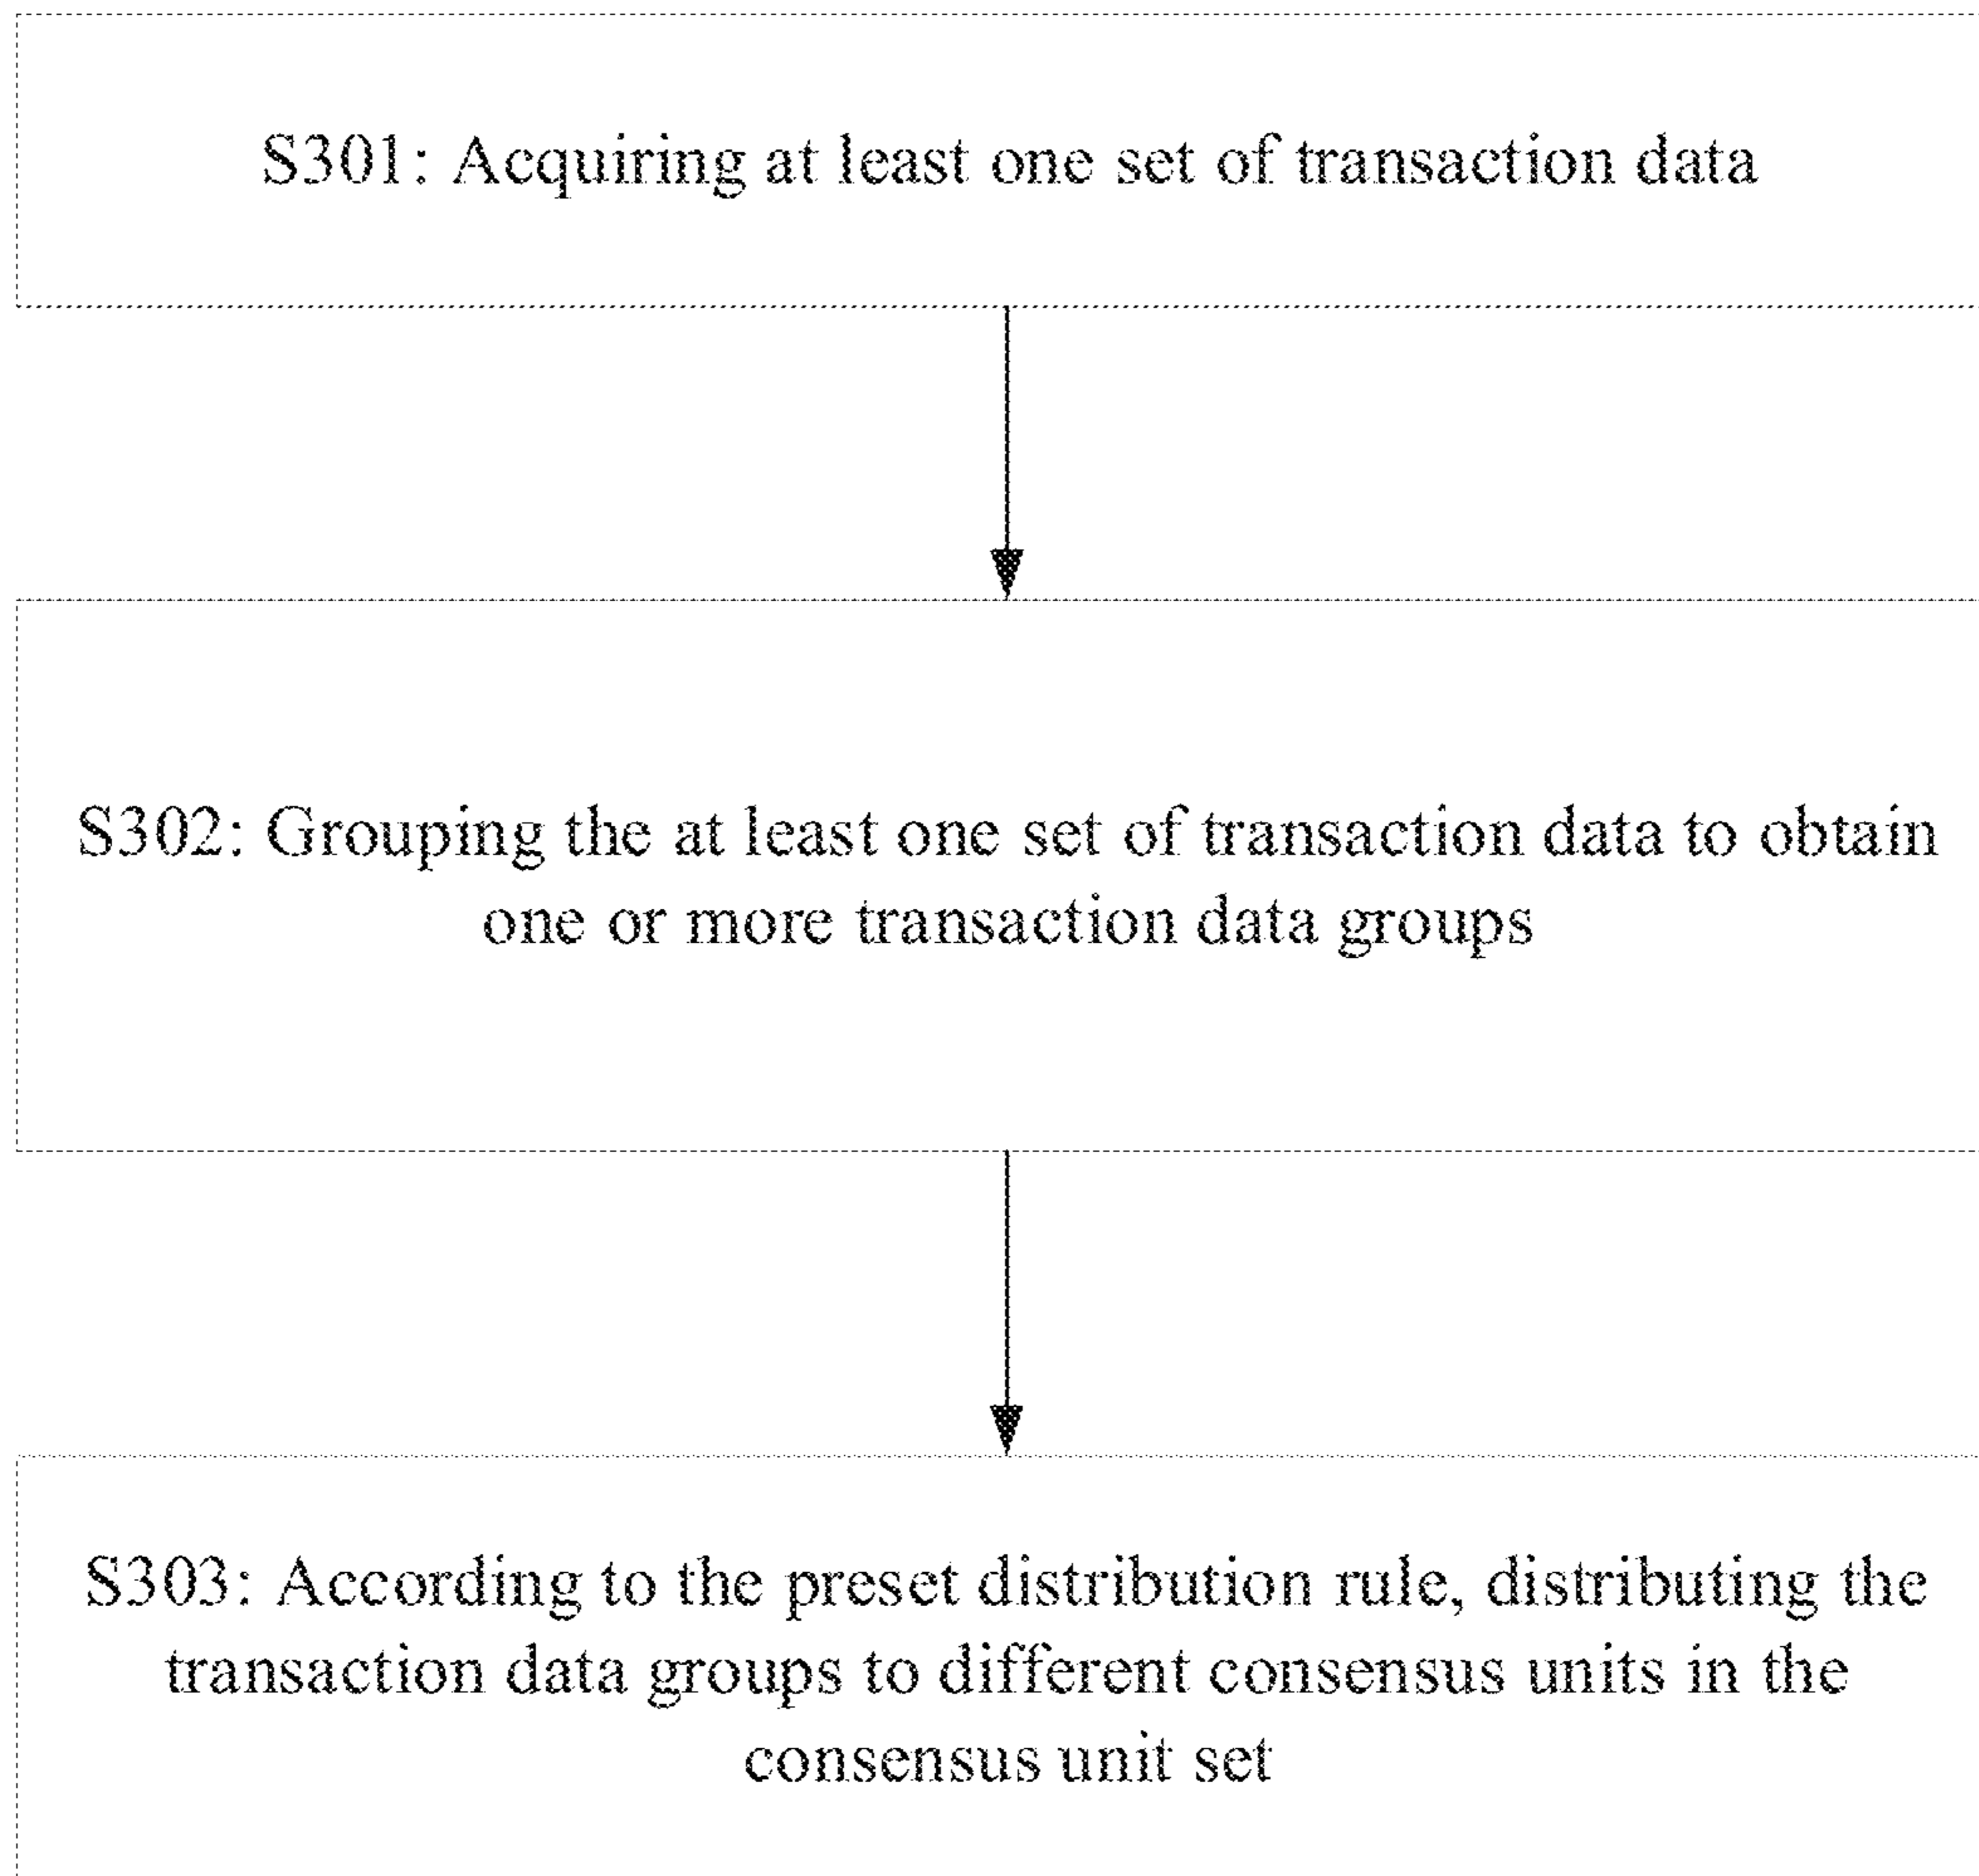 S301: Acquiring at least one set of transaction data
S302: Grouping the at least one set of transaction data to obtain
one or more transaction data groups
S303: According to the preset distribution rule, distributing the
transaction data groups to different consensus units in the
consensus unit set